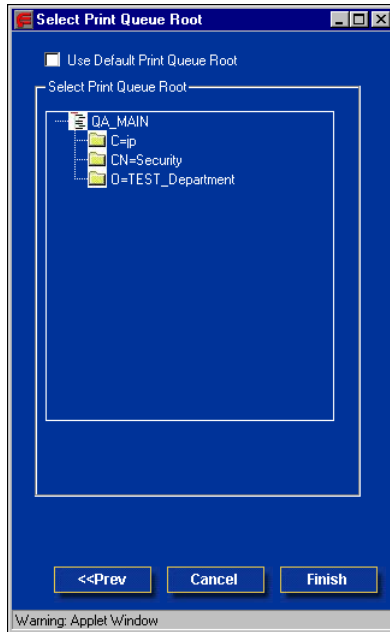 Select Print Queue Root
Use Default Print Queue Root
Select Print Queue Root
QA_MAIN
C=jp
CN=Security
O=TEST_Department
<<Prev
Cancel
Finish
Warning: Applet Window